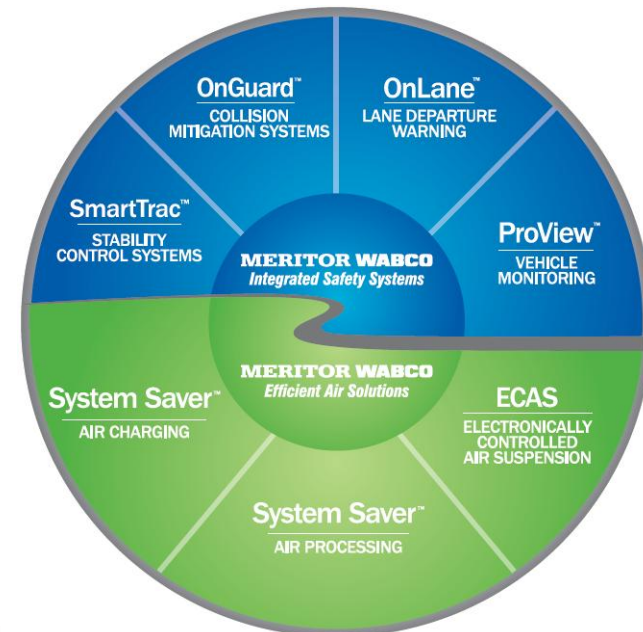 OnGuard™
COLLISION
MITIGATION SYSTEMS
OnLane™
LANE DEPARTURE
WARNING
SmartTrac™
STABILITY
CONTROL SYSTEMS
ProView™
VEHICLE
MONITORING
MERITOR WABCO
Integrated Safety Systems
MERITOR WABCO
Efficient Air Solutions
System Saver™
AIR CHARGING
System Saver™
AIR PROCESSING
ECAS
ELECTRONICALLY
CONTROLLED
AIR SUSPENSION